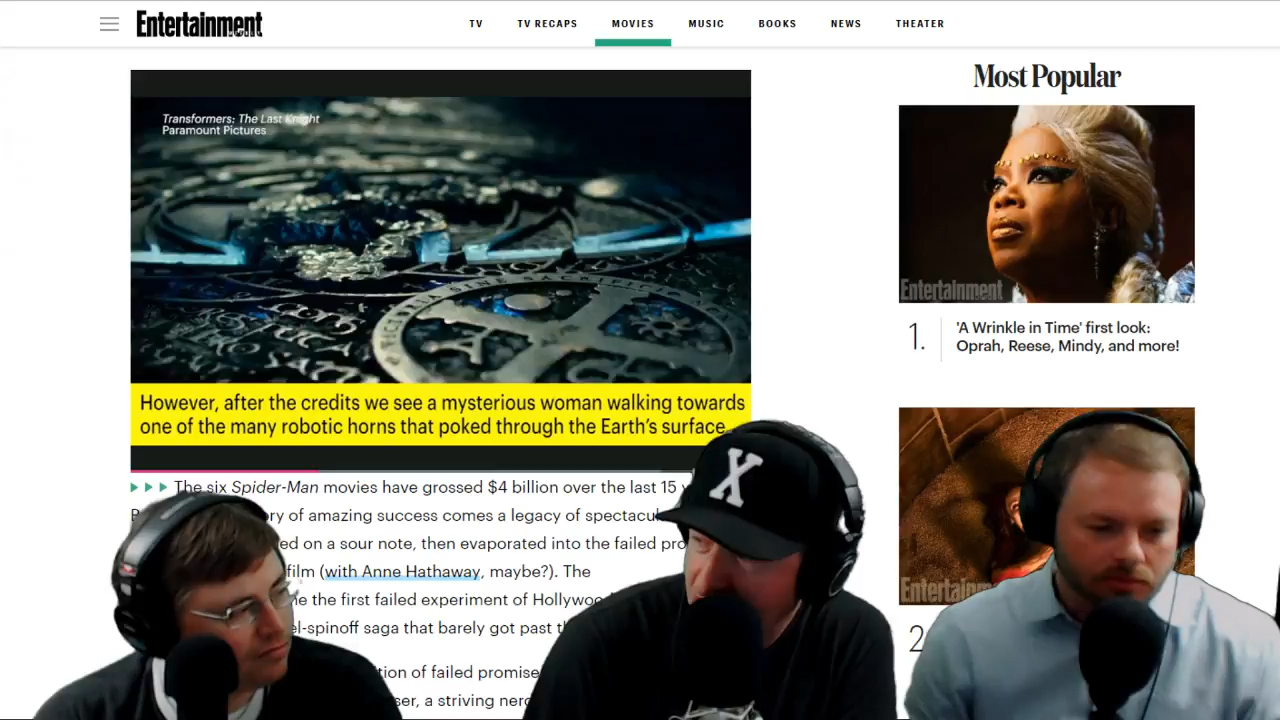 Entertainment
TV TV RECAPS MOVIES MUSIC BOOKS NEWS THEATER
Transformers: The Last Knight
Paramount Pictures
However, after the credits we see a mysterious woman walking towards
one of the many robotic horns that poked through the Earth's surface
The six Spider-Man movies have grossed $4 billion over the last 15
ory of amazing success comes a legacy of spectacul
ed on a sour note, then evaporated into the failed pro
film (with Anne Hathaway, maybe?). The
the first failed experiment of Hollywoo
el-spinoff saga that barely got past
tion of failed promise
ser, a striving nerd
X
Most Popular
Entertainment
1.
'A Wrinkle in Time' first look:
Oprah, Reese, Mindy, and more!
Entertainm
2